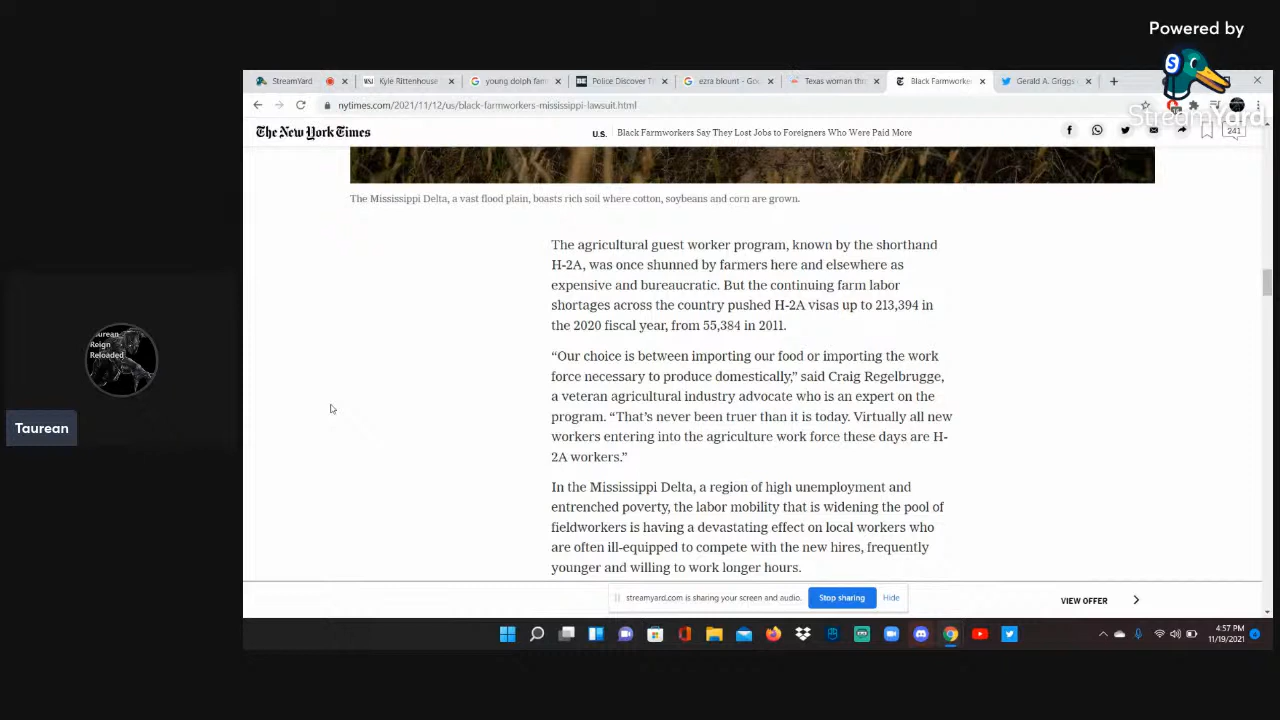 Powered by
StreamYard
StreamYard
Kyle Rittenhouse
young dolph fam
Police Discover T
ezra blount - Goo
Texas woman thr
Black Farmworke
Gerald A. Griggs
nytimes.com/2021/11/12/us/black-farmworkers-mississippi-lawsuit.html
The New York Times
U.S.
Black Farmworkers Say They Lost Jobs to Foreigners Who Were Paid More
241
The Mississippi Delta, a vast flood plain, boasts rich soil where cotton, soybeans and corn are grown.
The agricultural guest worker program, known by the shorthand
H-2A, was once shunned by farmers here and elsewhere as
expensive and bureaucratic. But the continuing farm labor
shortages across the country pushed H-2A visas up to 213,394 in
the 2020 fiscal year, from 55,384 in 2011.
“Our choice is between importing our food or importing the work
force necessary to produce domestically,” said Craig Regelbrugge,
a veteran agricultural industry advocate who is an expert on the
program. “That’s never been truer than it is today. Virtually all new
workers entering into the agriculture work force these days are H-
2A workers.”
In the Mississippi Delta, a region of high unemployment and
entrenched poverty, the labor mobility that is widening the pool of
fieldworkers is having a devastating effect on local workers who
are often ill-equipped to compete with the new hires, frequently
younger and willing to work longer hours.
streamyard.com is sharing your screen and audio.
Stop sharing
Hide
VIEW OFFER
4:57 PM
11/19/2021
Reign
Reloaded
Taurean